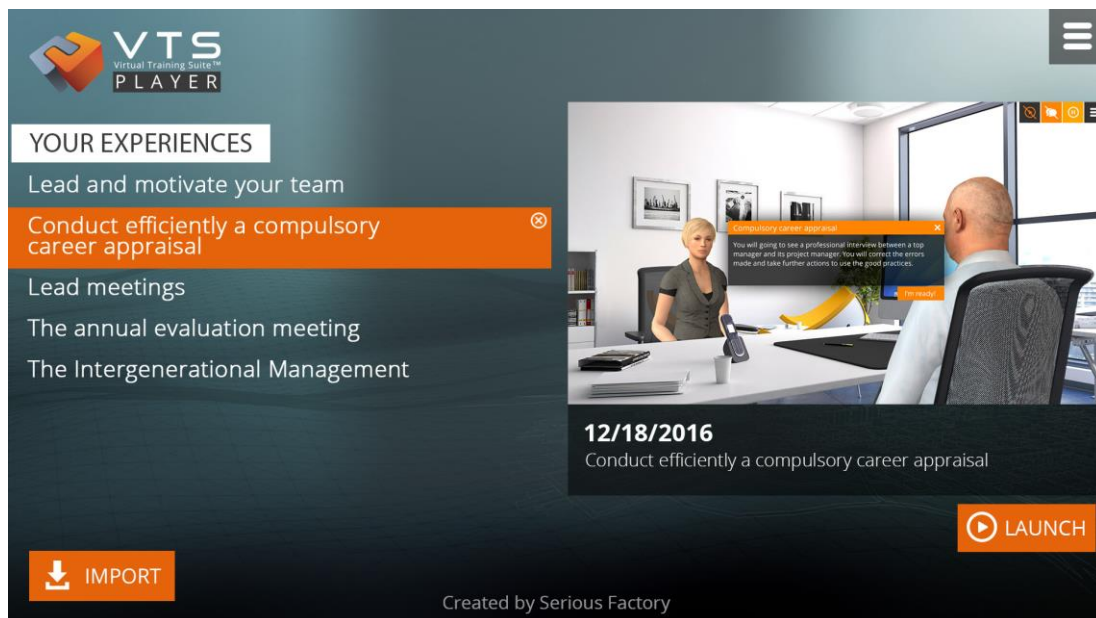 VTS
Virtual Training Suite™
PLAYER
YOUR EXPERIENCES
Lead and motivate your team
Conduct efficiently a compulsory
career appraisal
Lead meetings
The annual evaluation meeting
The Intergenerational Management
IMPORT
Compulsory career appraisal
You will going to see a professional interview between a top
manager and its project manager. You will correct the errors
made and take further actions to use the good practices.
I'm ready!
12/18/2016
Conduct efficiently a compulsory career appraisal
LAUNCH
Created by Serious Factory